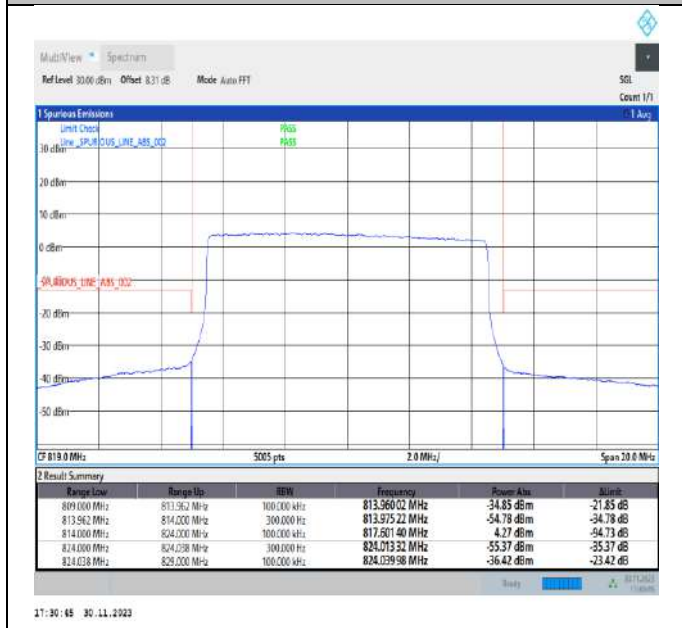 MultiView Spectrum
Ref Level 30.00 dBm Offset 8.31 dB Mode Auto FFT SGL
Count 1/1
1 Spurious Emissions 1 Avg
Limit Check PASS
30 dBm Line _SPURIOUS_LINE_ABS_002 PASS
20 dBm
10 dBm
0 dBm
_SPURIOUS_LINE_ABS_002
-20 dBm
-30 dBm
-40 dBm
-50 dBm
CF 819.0 MHz 5005 pts 2.0 MHz/ Span 20.0 MHz
2 Result Summary
Range Low Range Up RBW Frequency Power Abs ΔLimit
809.000 MHz 813.962 MHz 100.000 kHz 813.96002 MHz -34.85 dBm -21.85 dB
813.962 MHz 814.000 MHz 300.000 Hz 813.97522 MHz -54.78 dBm -34.78 dB
814.000 MHz 824.000 MHz 100.000 kHz 817.60140 MHz 4.27 dBm -94.73 dB
824.000 MHz 824.038 MHz 300.000 Hz 824.01332 MHz -55.37 dBm -35.37 dB
824.038 MHz 829.000 MHz 100.000 kHz 824.03998 MHz -36.42 dBm -23.42 dB
Ready 30.11.2023
17:30:45 30.11.2023